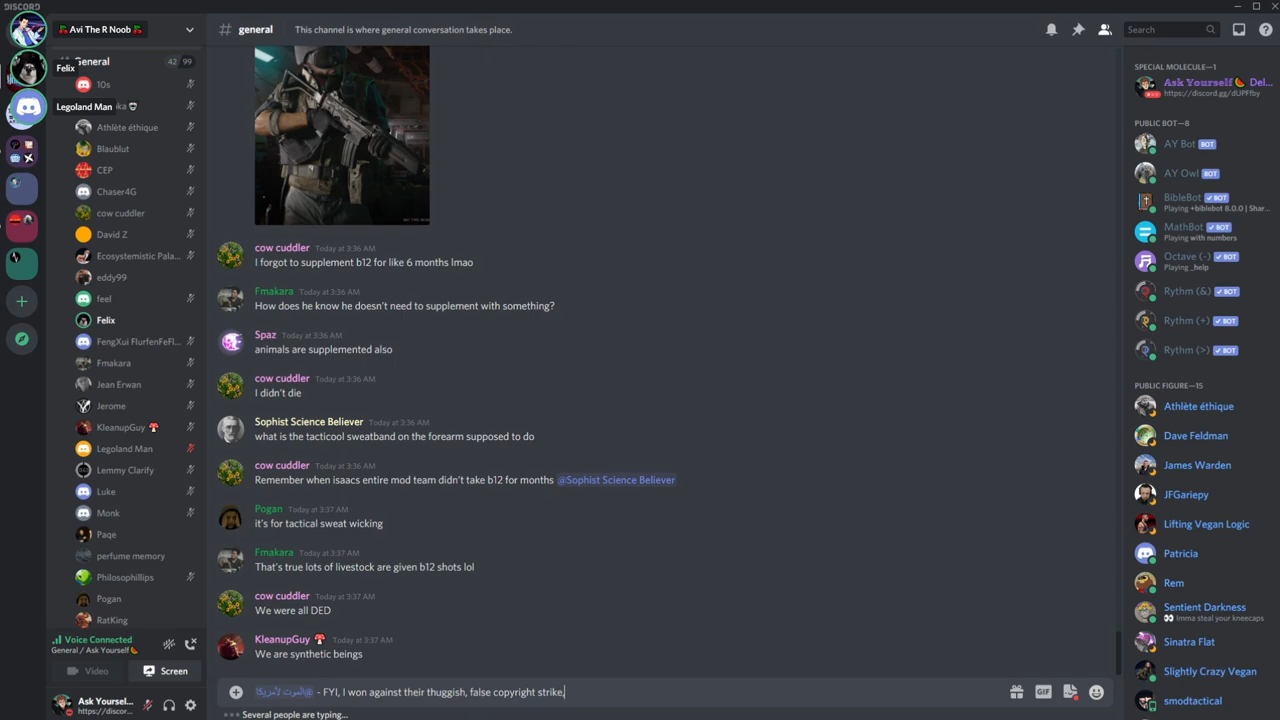 DISCORD
🍒 Avi The R Noob 🍒
# general
This channel is where general conversation takes place.
Search
Felix
Legoland Man
General
42 99
10s
Athlète éthique
Blaublut
CEP
Chaser4G
cow cuddler
David Z
Ecosystemistic Pala...
eddy99
feel
Felix
FengXui FlurfenFeFl...
Fmakara
Jean Erwan
Jerome
KleanupGuy 🍄
Legoland Man
Lemmy Clarify
Luke
Monk
Paqe
perfume memory
Philosophillips
Pogan
RatKing
Voice Connected
General / Ask Yourself🍉
Video
Screen
Ask Yoursel...
https://discor...
cow cuddler Today at 3:36 AM
I forgot to supplement b12 for like 6 months lmao
Fmakara Today at 3:36 AM
How does he know he doesn't need to supplement with something?
Spaz Today at 3:36 AM
animals are supplemented also
cow cuddler Today at 3:36 AM
I didn't die
Sophist Science Believer Today at 3:36 AM
what is the tacticool sweatband on the forearm supposed to do
cow cuddler Today at 3:36 AM
Remember when isaacs entire mod team didn't take b12 for months @Sophist Science Believer
Pogan Today at 3:37 AM
it's for tactical sweat wicking
Fmakara Today at 3:37 AM
That's true lots of livestock are given b12 shots lol
cow cuddler Today at 3:37 AM
We were all DED
KleanupGuy 🍄 Today at 3:37 AM
We are synthetic beings
@الموت لأمريكا - FYI, I won against their thuggish, false copyright strike,
GIF
Several people are typing...
SPECIAL MOLECULE—1
Ask Yourself🍉 Del...
https://discord.gg/dUPFfby
PUBLIC BOT—8
AY Bot BOT
AY Owl BOT
BibleBot ✔ BOT
Playing +biblebot 8.0.0 | Shar...
MathBot ✔ BOT
Playing with numbers
Octave (-) ✔ BOT
Playing _help
Rythm (&) ✔ BOT
Rythm (+) ✔ BOT
Rythm (>) ✔ BOT
PUBLIC FIGURE—15
Athlète éthique
Dave Feldman
James Warden
JFGariepy
Lifting Vegan Logic
Patricia
Rem
Sentient Darkness
👀 Imma steal your kneecaps
Sinatra Flat
Slightly Crazy Vegan
smodtactical